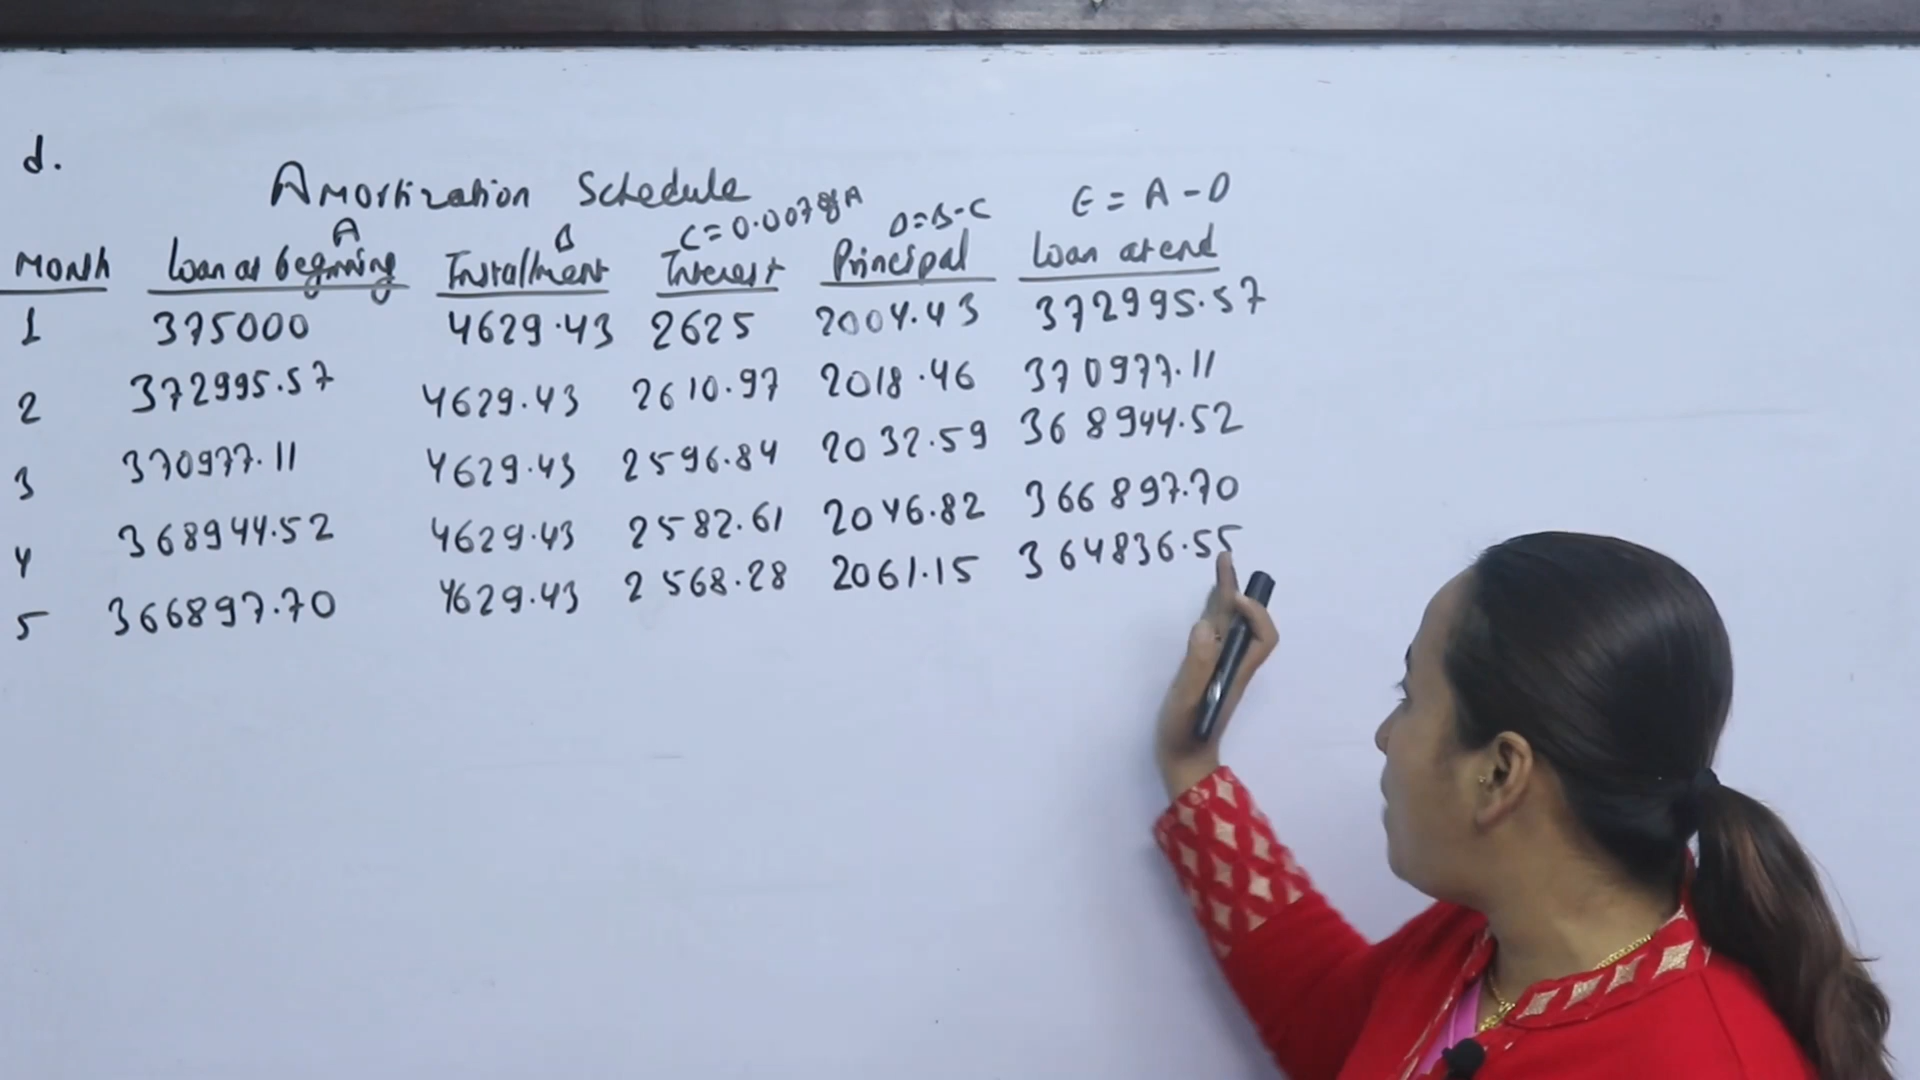 d.
Amortization Schedule
A B C = 0.0078A D=B-C E = A - D
Month Loan at beginning Installment Interest Principal Loan at end
1 375000 4629.43 2625 2004.43 372995.57
2 372995.57 4629.43 2610.97 2018.46 370977.11
3 370977.11 4629.43 2596.84 2032.59 368944.52
4 368944.52 4629.43 2582.61 2046.82 366897.70
5 366897.70 4629.43 2568.28 2061.15 364836.55